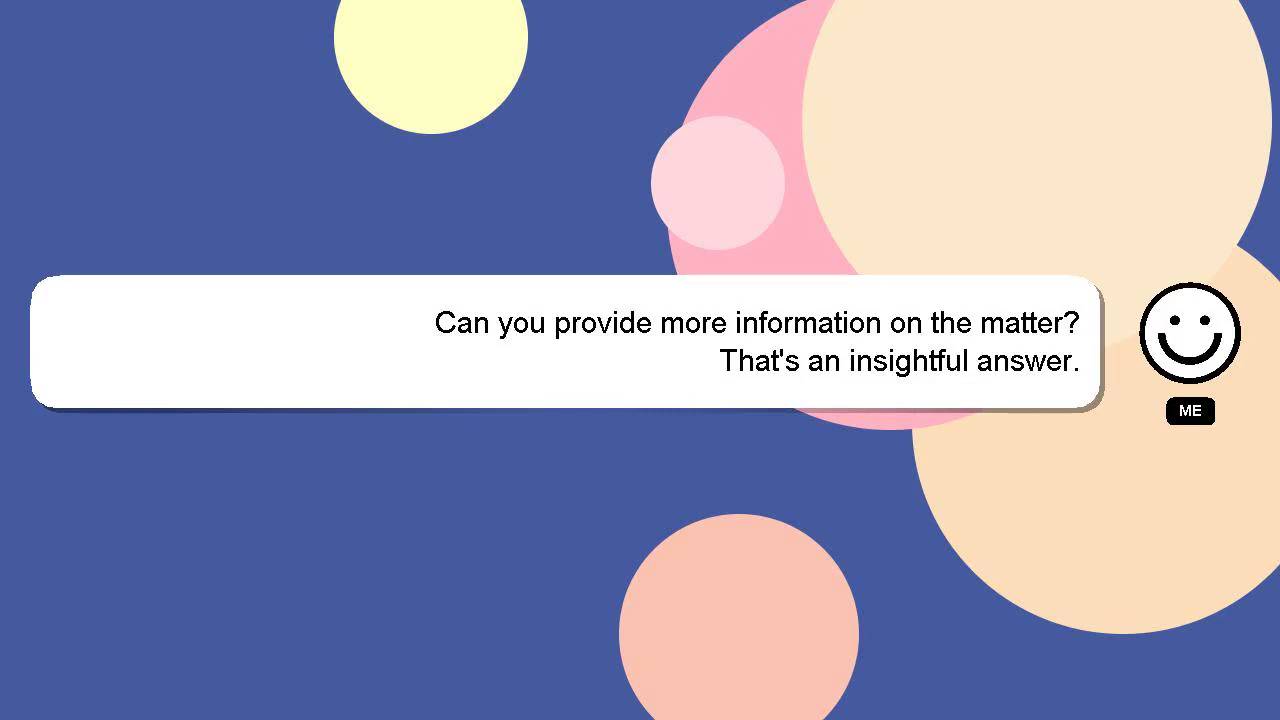 Can you provide more information on the matter?
That's an insightful answer.
ME